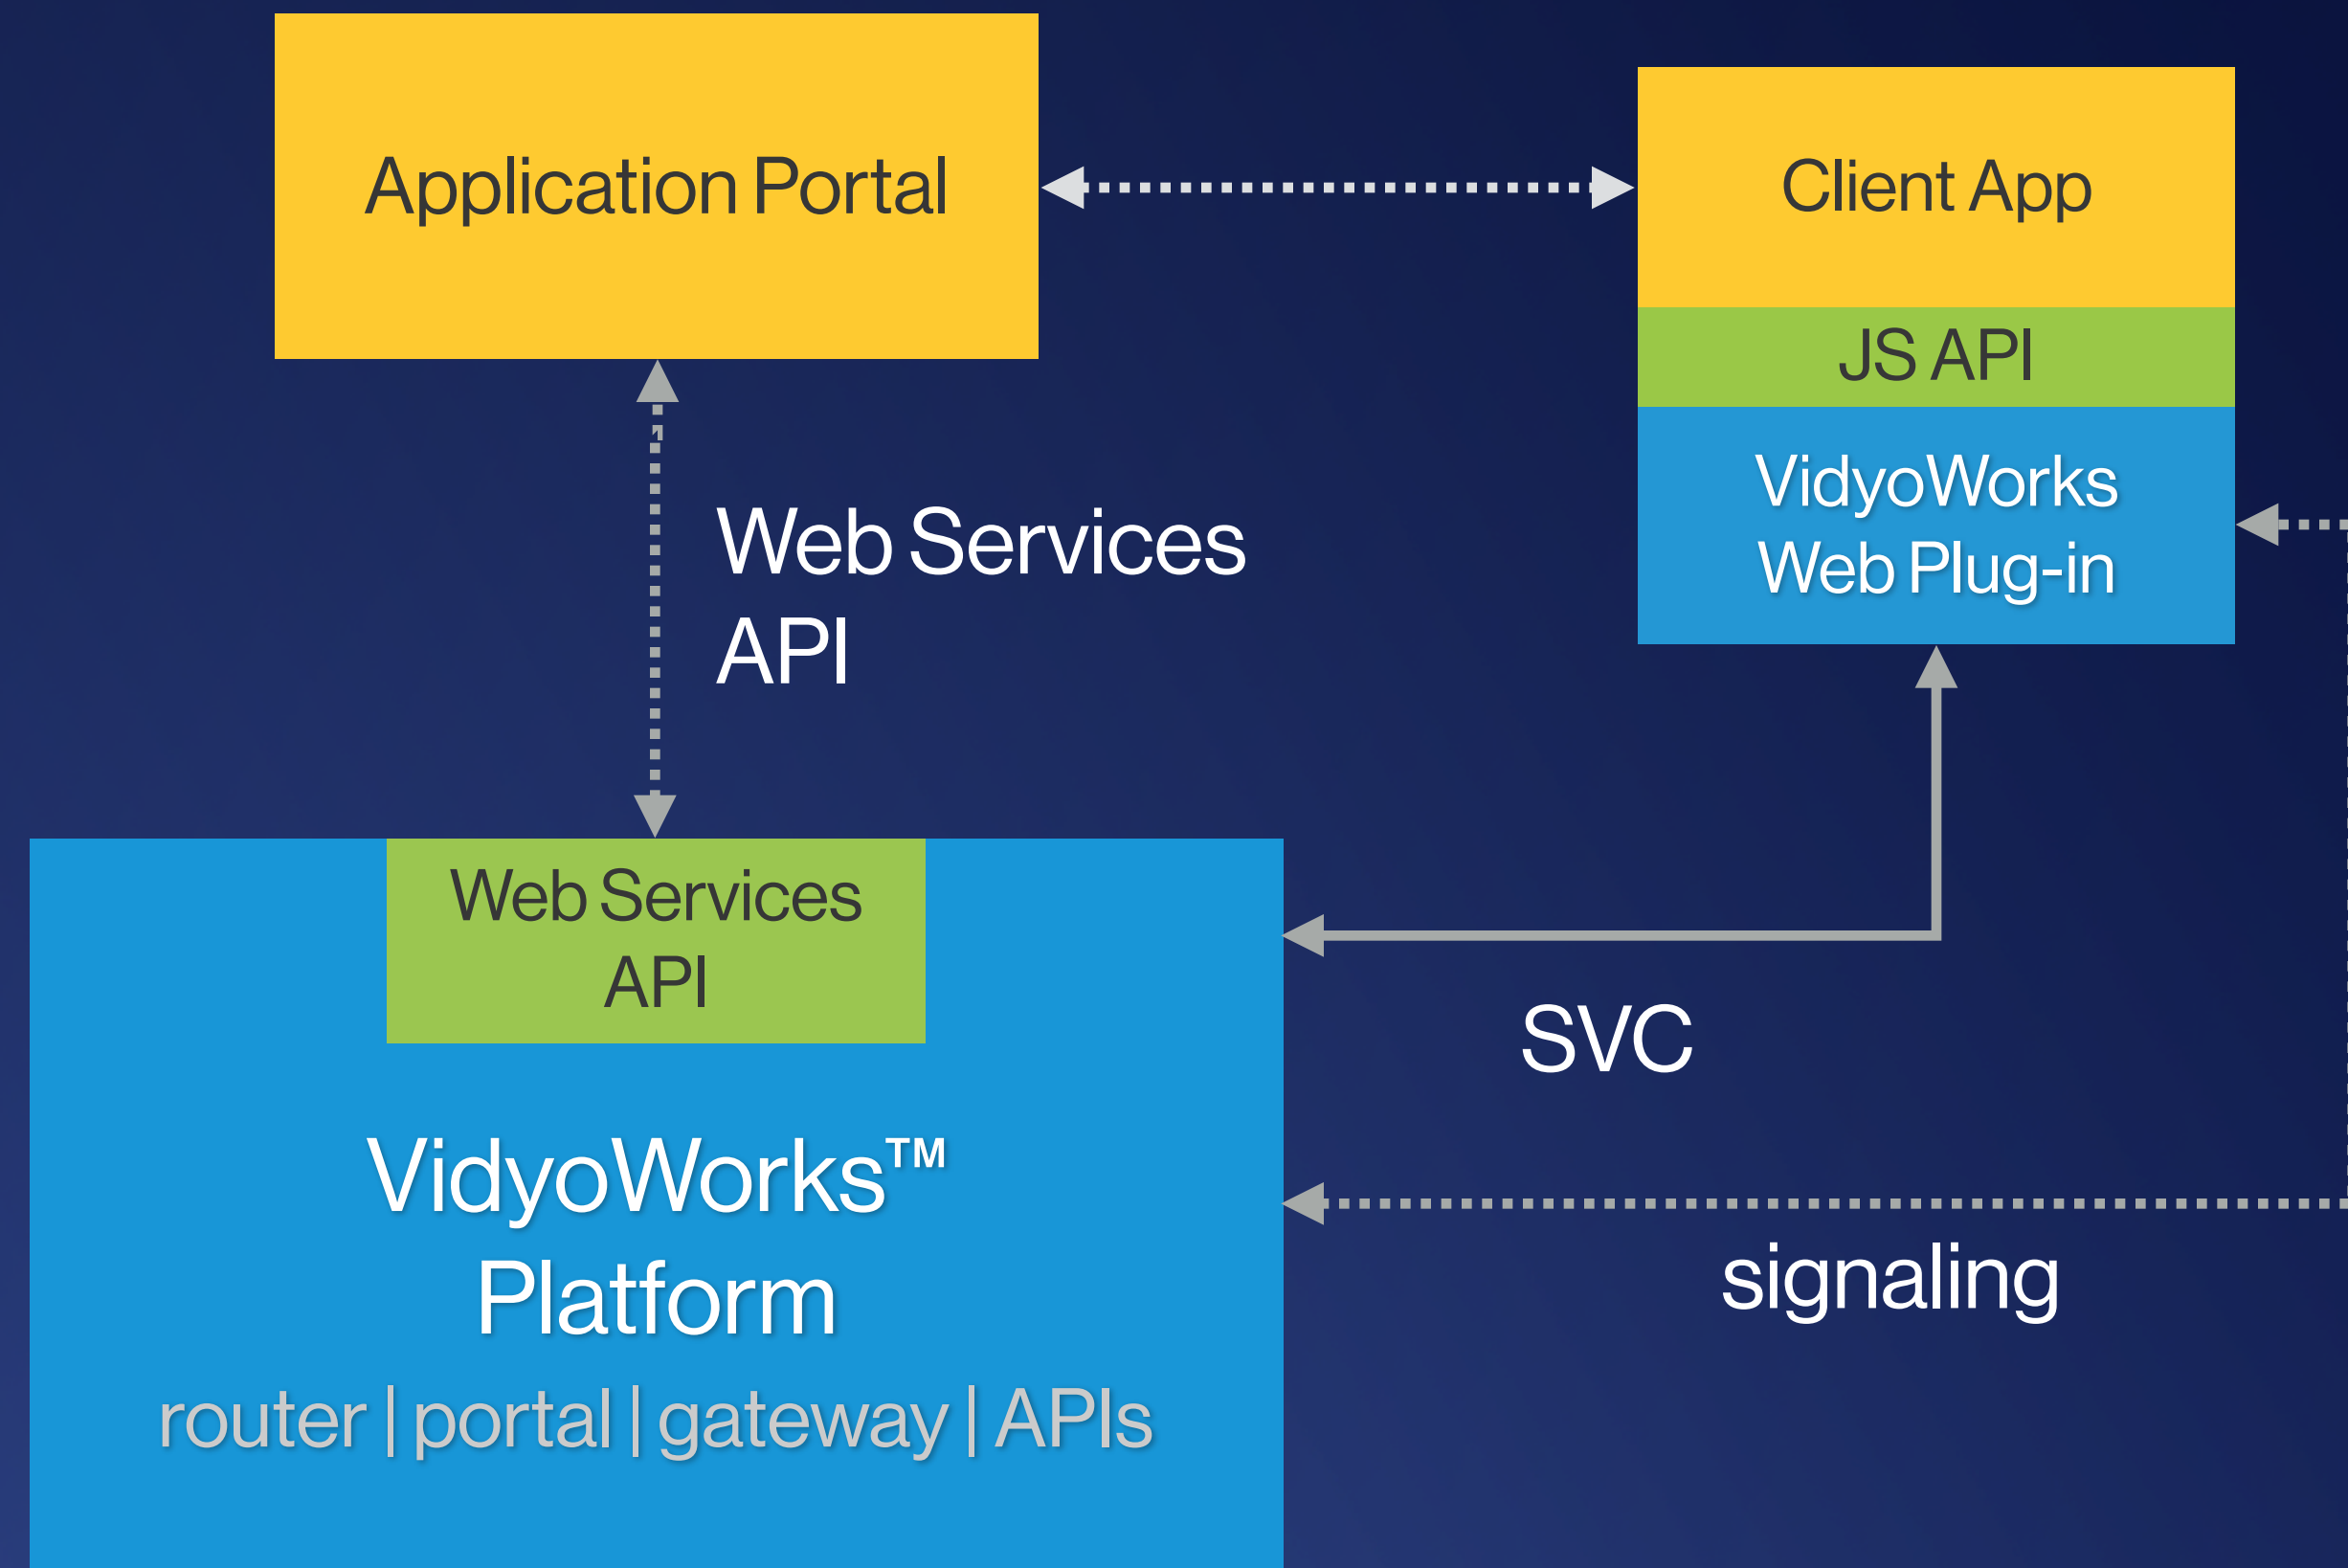 Application Portal
Client App
JS API
VidyoWorks
Web Plug-in
Web Services
API
Web Services
API
SVC
VidyoWorks™
Platform
signaling
router | portal | gateway | APIs